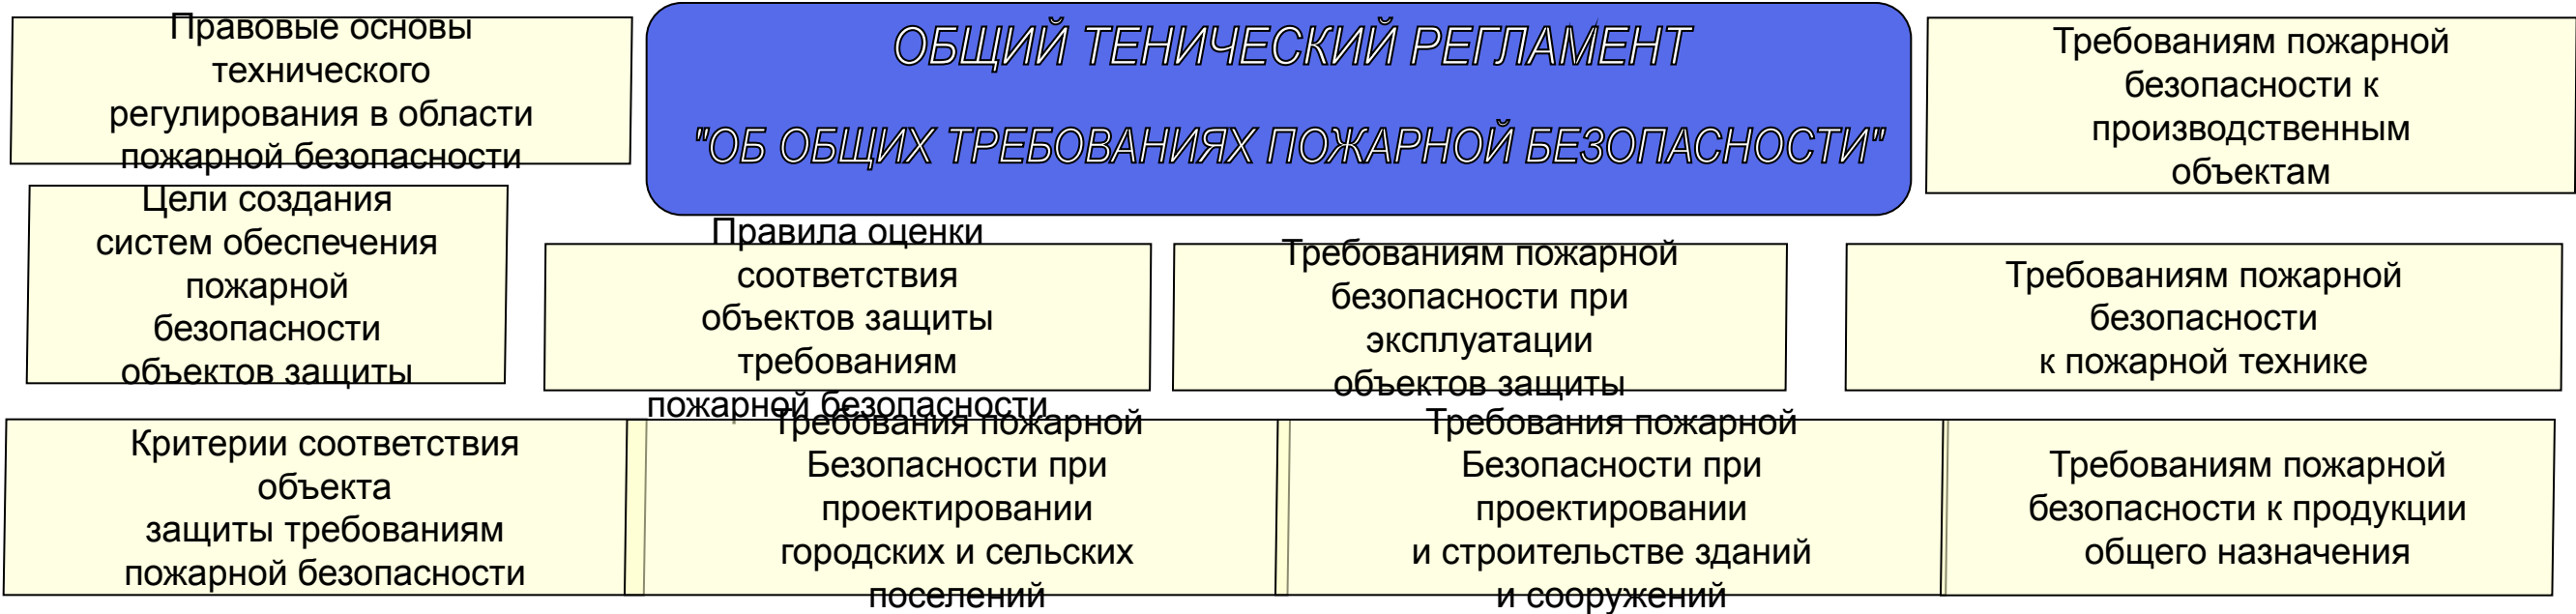 Правовые основы
технического
регулирования в области
пожарной безопасности
ОБЩИЙ ТЕНИЧЕСКИЙ РЕГЛАМЕНТ
"ОБ ОБЩИХ ТРЕБОВАНИЯХ ПОЖАРНОЙ БЕЗОПАСНОСТИ"
Требованиям пожарной
безопасности к
производственным
объектам
Цели создания
систем обеспечения
пожарной
безопасности
объектов защиты
Правила оценки
соответствия
объектов защиты
требованиям
пожарной безопасности
Требованиям пожарной
безопасности при
эксплуатации
объектов защиты
Требованиям пожарной
безопасности
к пожарной технике
Критерии соответствия
объекта
защиты требованиям
пожарной безопасности
Требования пожарной
Безопасности при
проектировании
городских и сельских
поселений
Требования пожарной
Безопасности при
проектировании
и строительстве зданий
и сооружений
Требованиям пожарной
безопасности к продукции
общего назначения